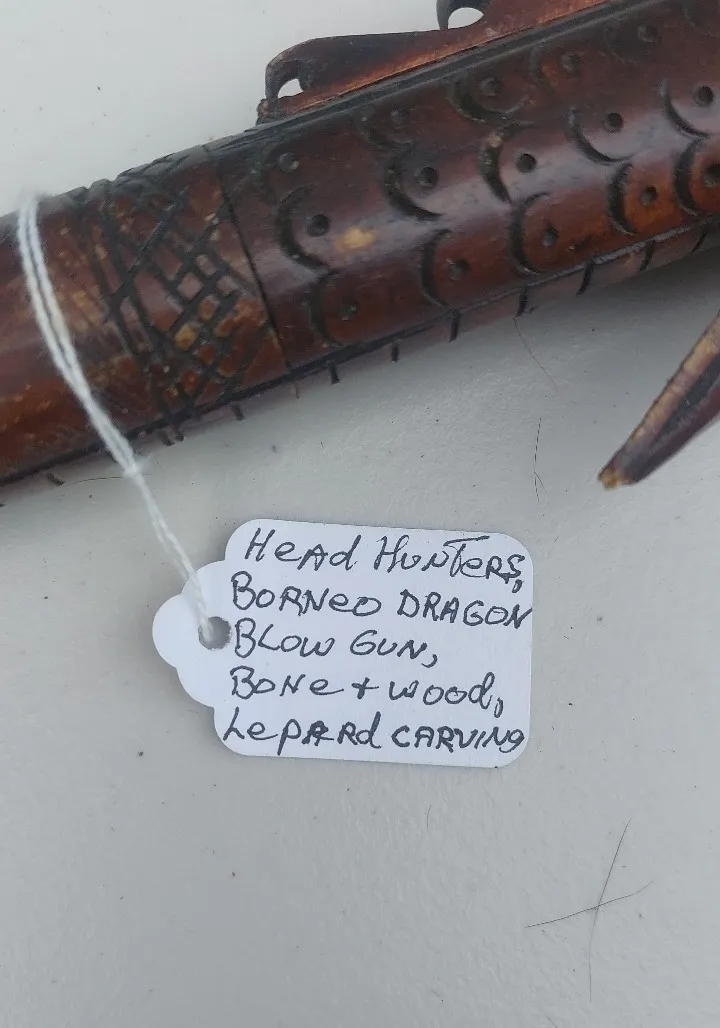 Head Hunters,
Borneo Dragon
Blow Gun,
Bone + wood,
Lepard carving